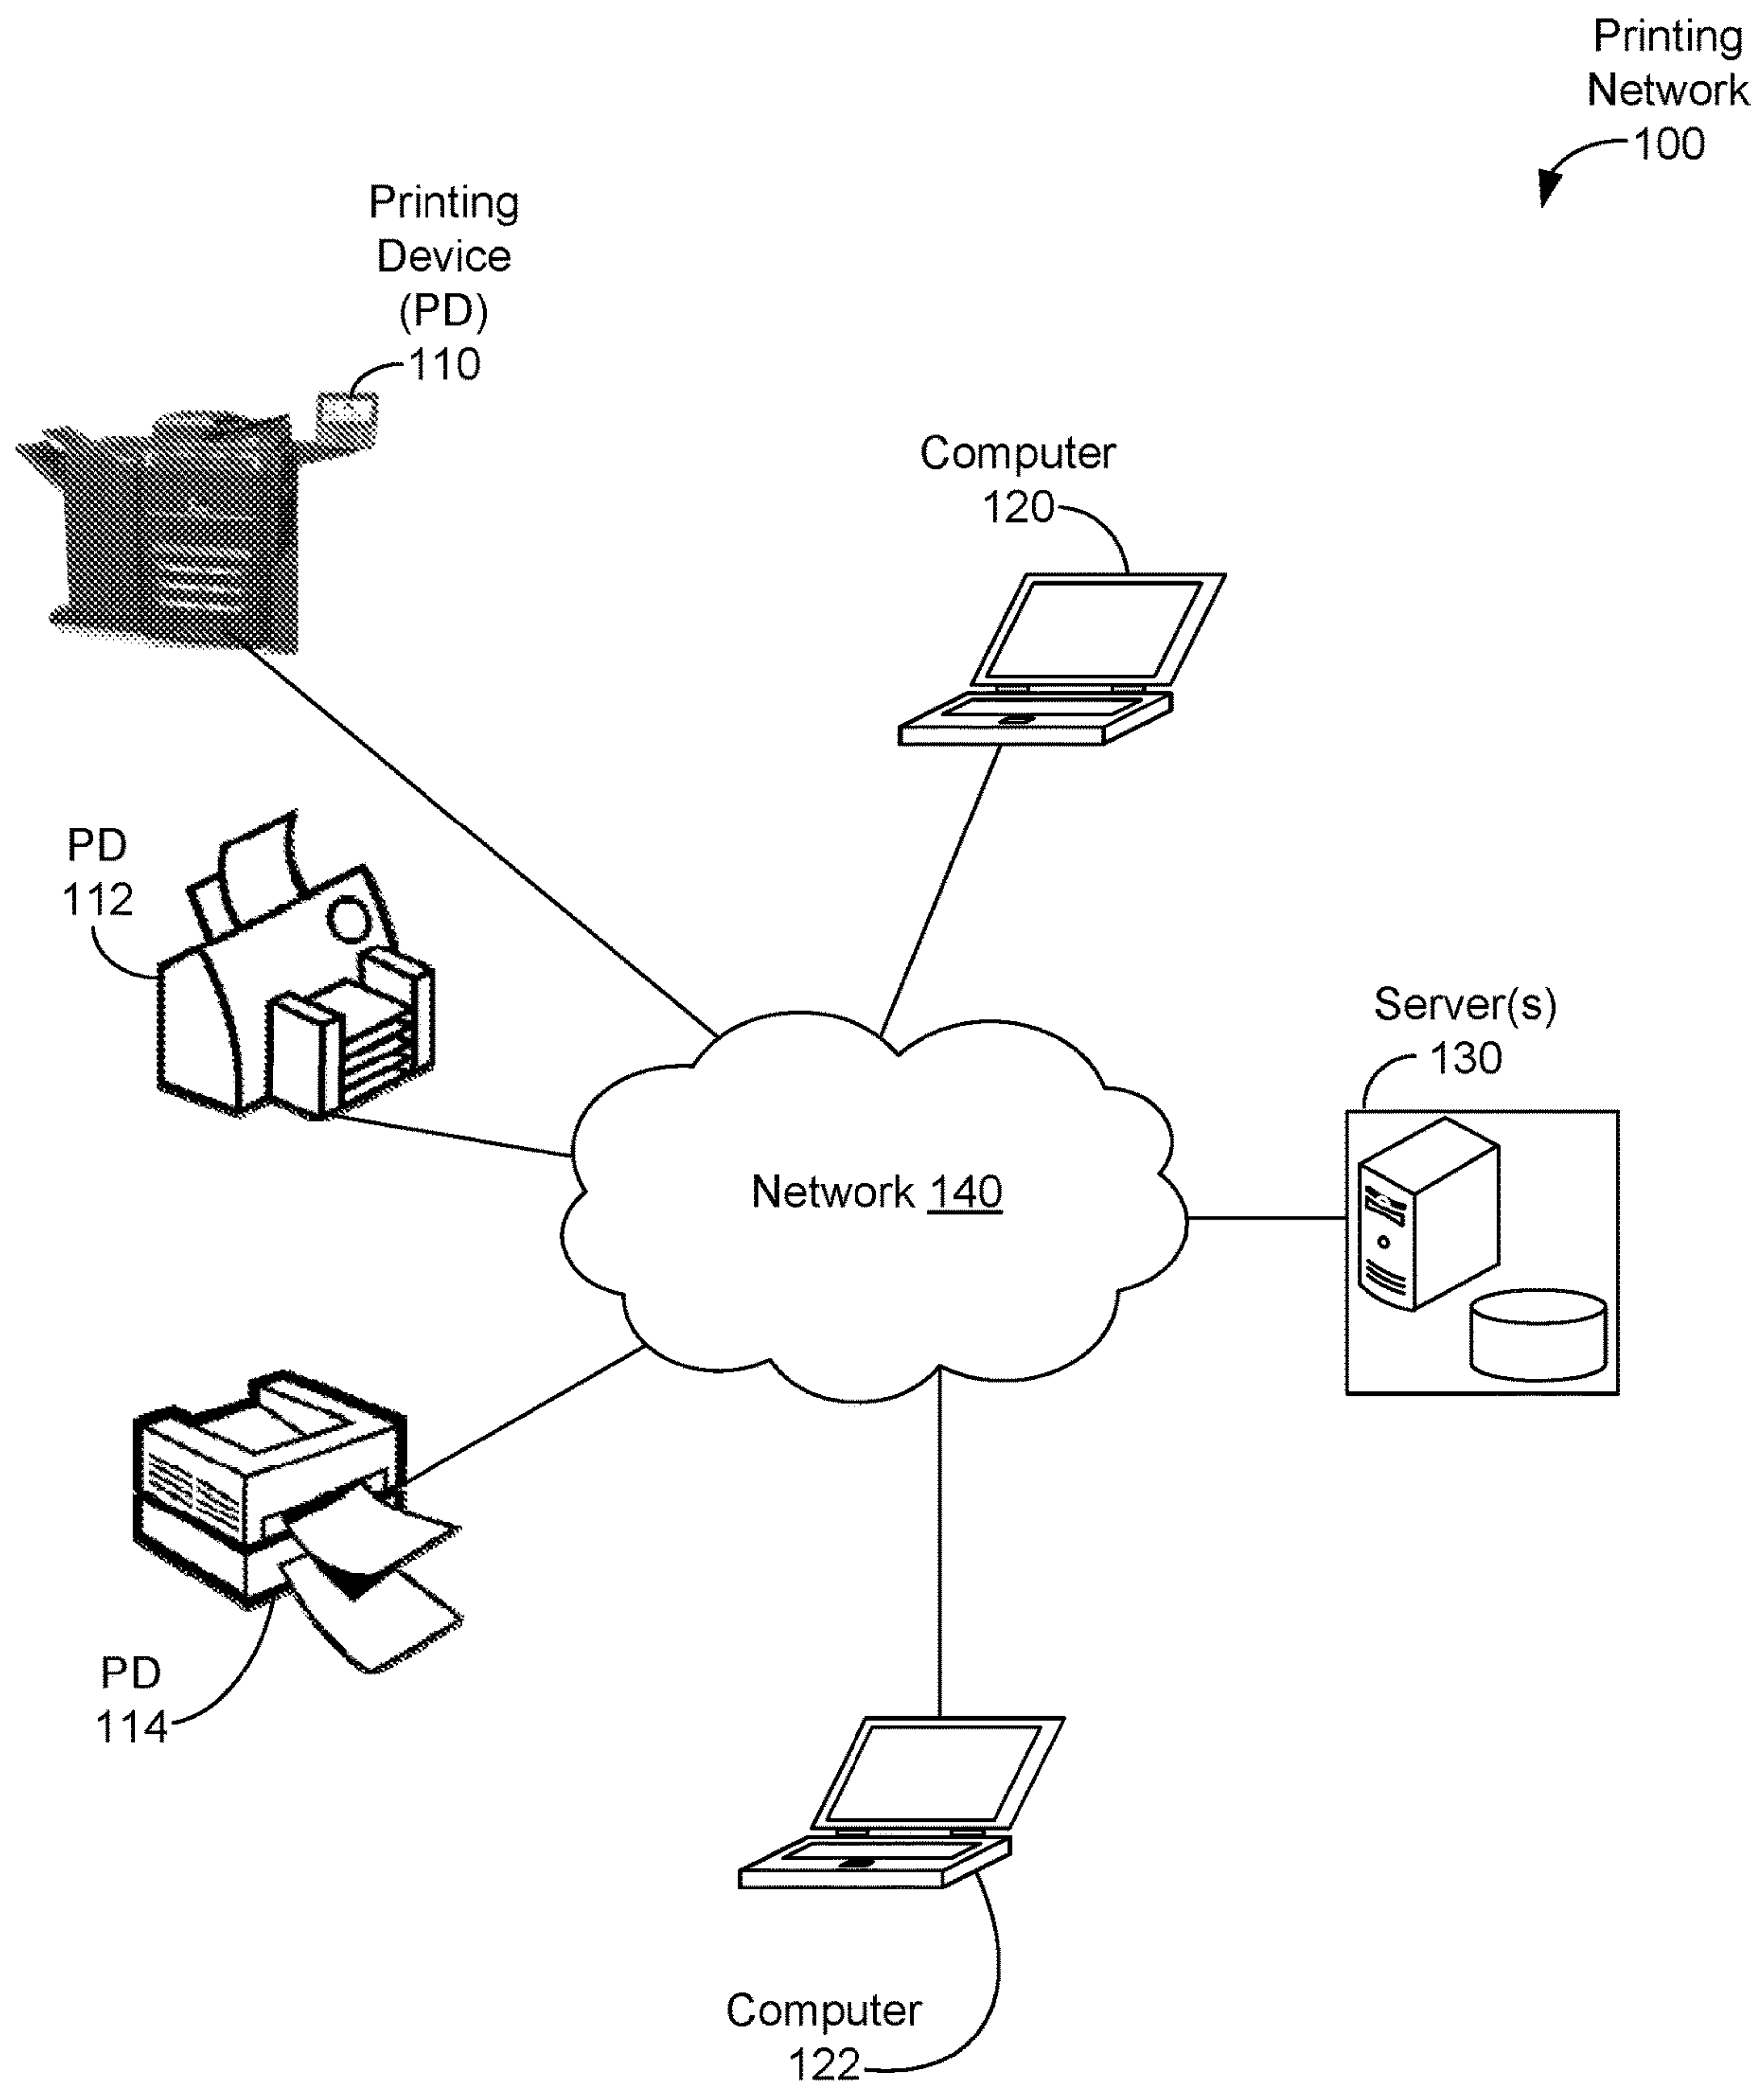 Printing
Network
100
Printing
Device
(PD)
110
Computer
120
PD
112
Server(s)
130
Network 140
PD
114
Computer
122